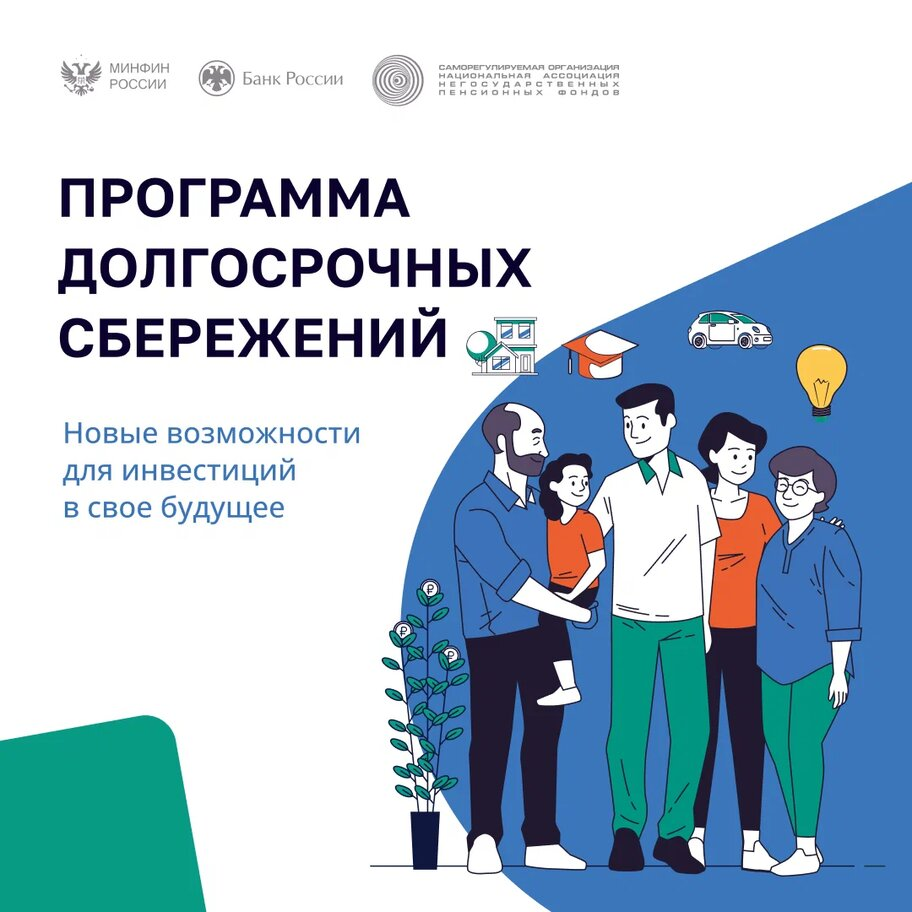 МИНФИН
РОССИИ
Банк России
САМОРЕГУЛИРУЕМАЯ ОРГАНИЗАЦИЯ
НАЦИОНАЛЬНАЯ АССОЦИАЦИЯ
НЕГОСУДАРСТВЕННЫХ
ПЕНСИОННЫХ ФОНДОВ
ПРОГРАММА
ДОЛГОСРОЧНЫХ
СБЕРЕЖЕНИЙ
Новые возможности
для инвестиций
в свое будущее
₽
₽
₽